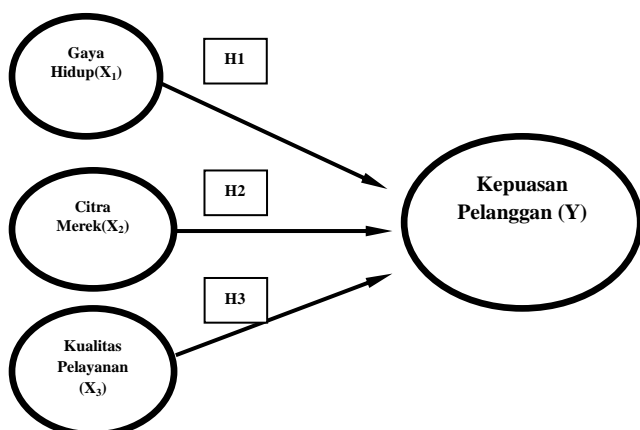 Gaya
Hidup(X₁)
H1
Citra
Merek(X₂)
H2
Kepuasan
Pelanggan (Y)
H3
Kualitas
Pelayanan
(X₃)